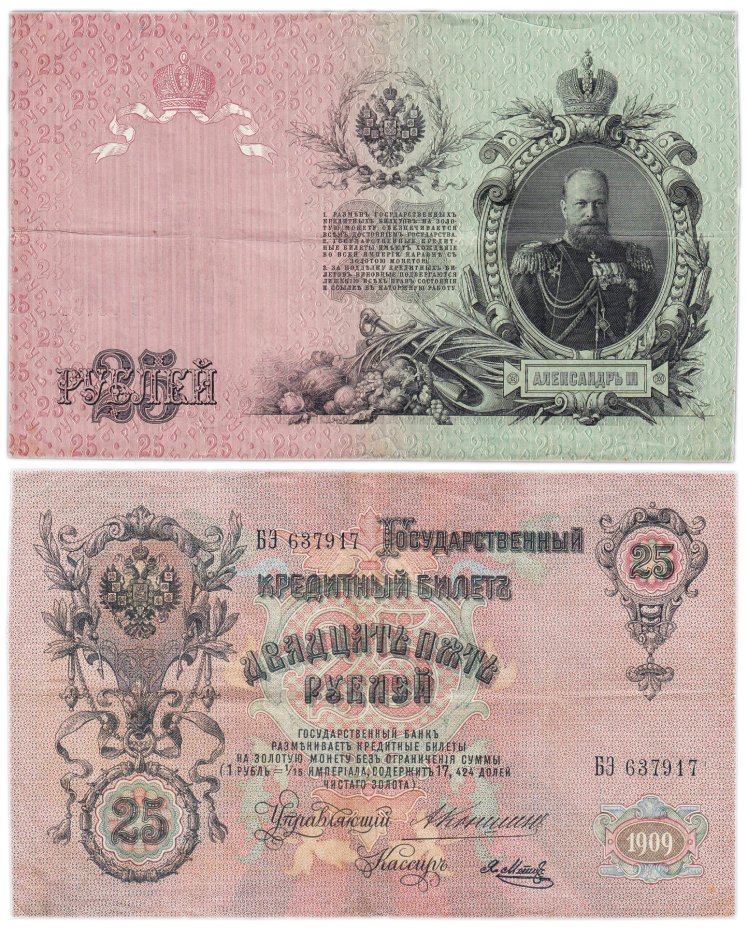 1. РАЗМѢНЪ ГОСУДАРСТВЕННЫХЪ
КРЕДИТНЫХЪ БИЛЕТОВЪ НА ЗОЛО-
ТУЮ МОНЕТУ ОБЕЗПЕЧИВАЕТСЯ
ВСѢМЪ ДОСТОЯНІЕМЪ ГОСУДАРСТВА.
2. ГОСУДАРСТВЕННЫЕ КРЕДИТ-
НЫЕ БИЛЕТЫ ИМѢЮТЪ ХОЖДЕНІЕ
ВО ВСЕЙ ИМПЕРІИ НАРАВНѢ СЪ
ЗОЛОТОЮ МОНЕТОЮ.
3. ЗА ПОДДѢЛКУ КРЕДИТНЫХЪ БИ-
ЛЕТОВЪ ВИНОВНЫЕ ПОДВЕРГАЮТСЯ
ЛИШЕНІЮ ВСѢХЪ ПРАВЪ СОСТОЯНІЯ
И ССЫЛКѢ ВЪ КАТОРЖНУЮ РАБОТУ.
25
РУБЛЕЙ
АЛЕКСАНДРЪ III
БЭ 637917 ГОСУДАРСТВЕННЫЙ
25
КРЕДИТНЫЙ БИЛЕТЪ
ДВАДЦАТЬ ПЯТЬ
РУБЛЕЙ
ГОСУДАРСТВЕННЫЙ БАНКЪ
РАЗМѢНИВАЕТЪ КРЕДИТНЫЕ БИЛЕТЫ
НА ЗОЛОТУЮ МОНЕТУ БЕЗЪ ОГРАНИЧЕНІЯ СУММЫ
(1 РУБЛЬ = 1/15 ИМПЕРІАЛА, СОДЕРЖИТЪ 17, 424 ДОЛЕЙ
ЧИСТАГО ЗОЛОТА)
БЭ 637917
25
Управляющій
Кассиръ
1909